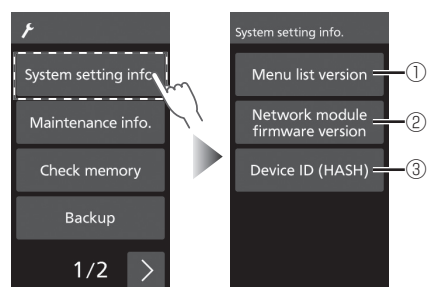 System setting info.
Maintenance info.
Check memory
Backup
1/2 >
System setting info.
Menu list version ①
Network module
firmware version ②
Device ID (HASH) ③